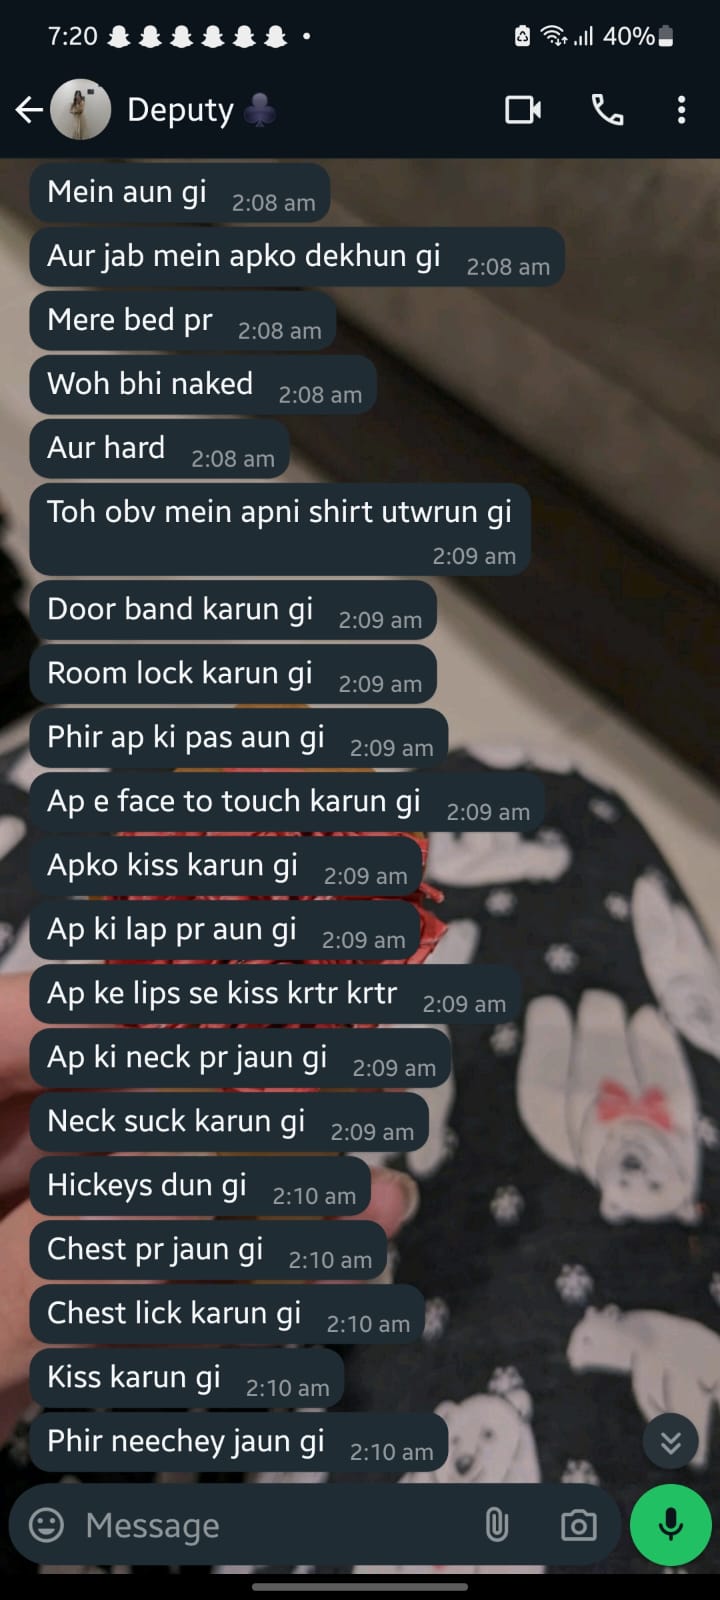 7:20
40%
Deputy
Mein aun gi 2:08 am
Aur jab mein apko dekhun gi 2:08 am
Mere bed pr 2:08 am
Woh bhi naked 2:08 am
Aur hard 2:08 am
Toh obv mein apni shirt utwrun gi
2:09 am
Door band karun gi 2:09 am
Room lock karun gi 2:09 am
Phir ap ki pas aun gi 2:09 am
Ap e face to touch karun gi 2:09 am
Apko kiss karun gi 2:09 am
Ap ki lap pr aun gi 2:09 am
Ap ke lips se kiss krtr krtr 2:09 am
Ap ki neck pr jaun gi 2:09 am
Neck suck karun gi 2:09 am
Hickeys dun gi 2:10 am
Chest pr jaun gi 2:10 am
Chest lick karun gi 2:10 am
Kiss karun gi 2:10 am
Phir neechey jaun gi 2:10 am
Message